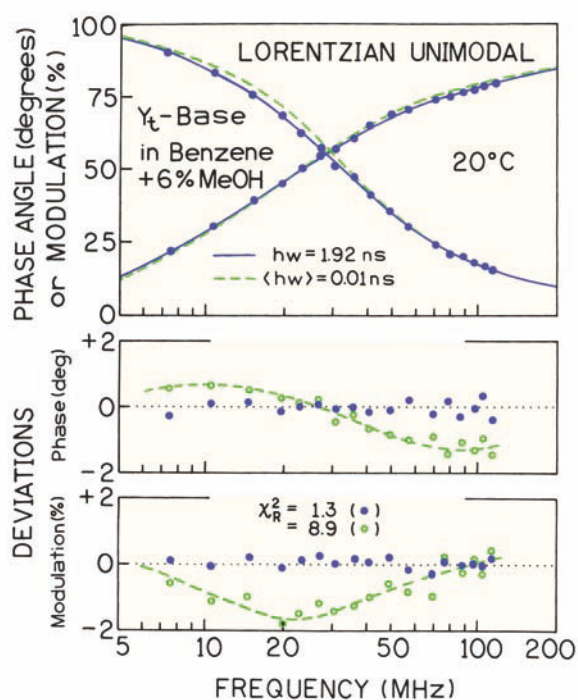 PHASE ANGLE (degrees)
or MODULATION (%)
100
75
50
25
0
LORENTZIAN UNIMODAL
Yt-Base
in Benzene
+6% MeOH
20°C
hw = 1.92 ns
⟨hw⟩ = 0.01 ns
DEVIATIONS
Phase (deg)
+2
0
-2
Modulation (%)
+2
0
-2
χ²R = 1.3 (●)
= 8.9 (○)
5 10 20 50 100 200
FREQUENCY (MHz)